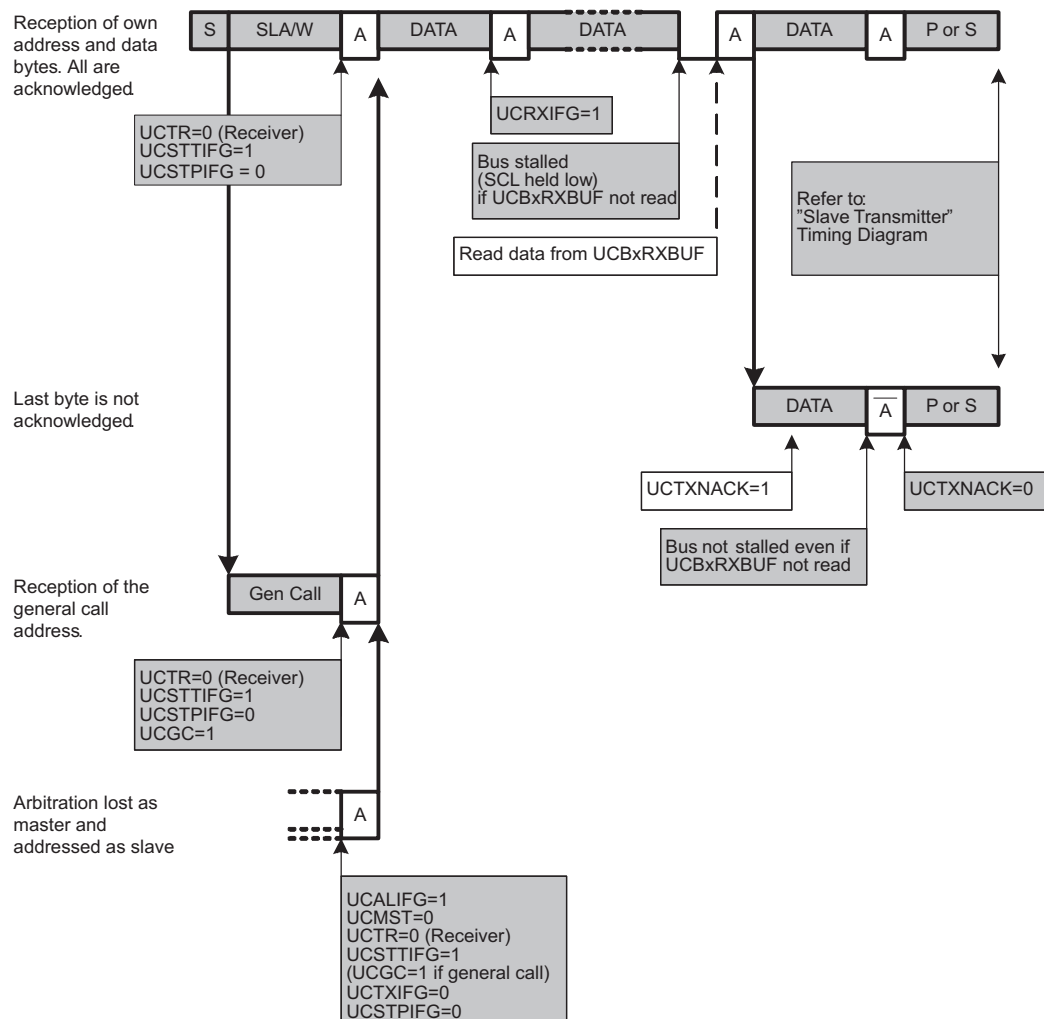 Reception of own
address and data
bytes. All are
acknowledged.
S SLA/W A DATA A DATA A DATA A P or S
UCTR=0 (Receiver)
UCSTTIFG=1
UCSTPIFG = 0
UCRXIFG=1
Bus stalled
(SCL held low)
if UCBxRXBUF not read
Read data from UCBxRXBUF
Refer to:
"Slave Transmitter"
Timing Diagram
Last byte is not
acknowledged.
DATA A P or S
UCTXNACK=1
UCTXNACK=0
Bus not stalled even if
UCBxRXBUF not read
Reception of the
general call
address.
Gen Call A
UCTR=0 (Receiver)
UCSTTIFG=1
UCSTPIFG=0
UCGC=1
Arbitration lost as
master and
addressed as slave
A
UCALIFG=1
UCMST=0
UCTR=0 (Receiver)
UCSTTIFG=1
(UCGC=1 if general call)
UCTXIFG=0
UCSTPIFG=0